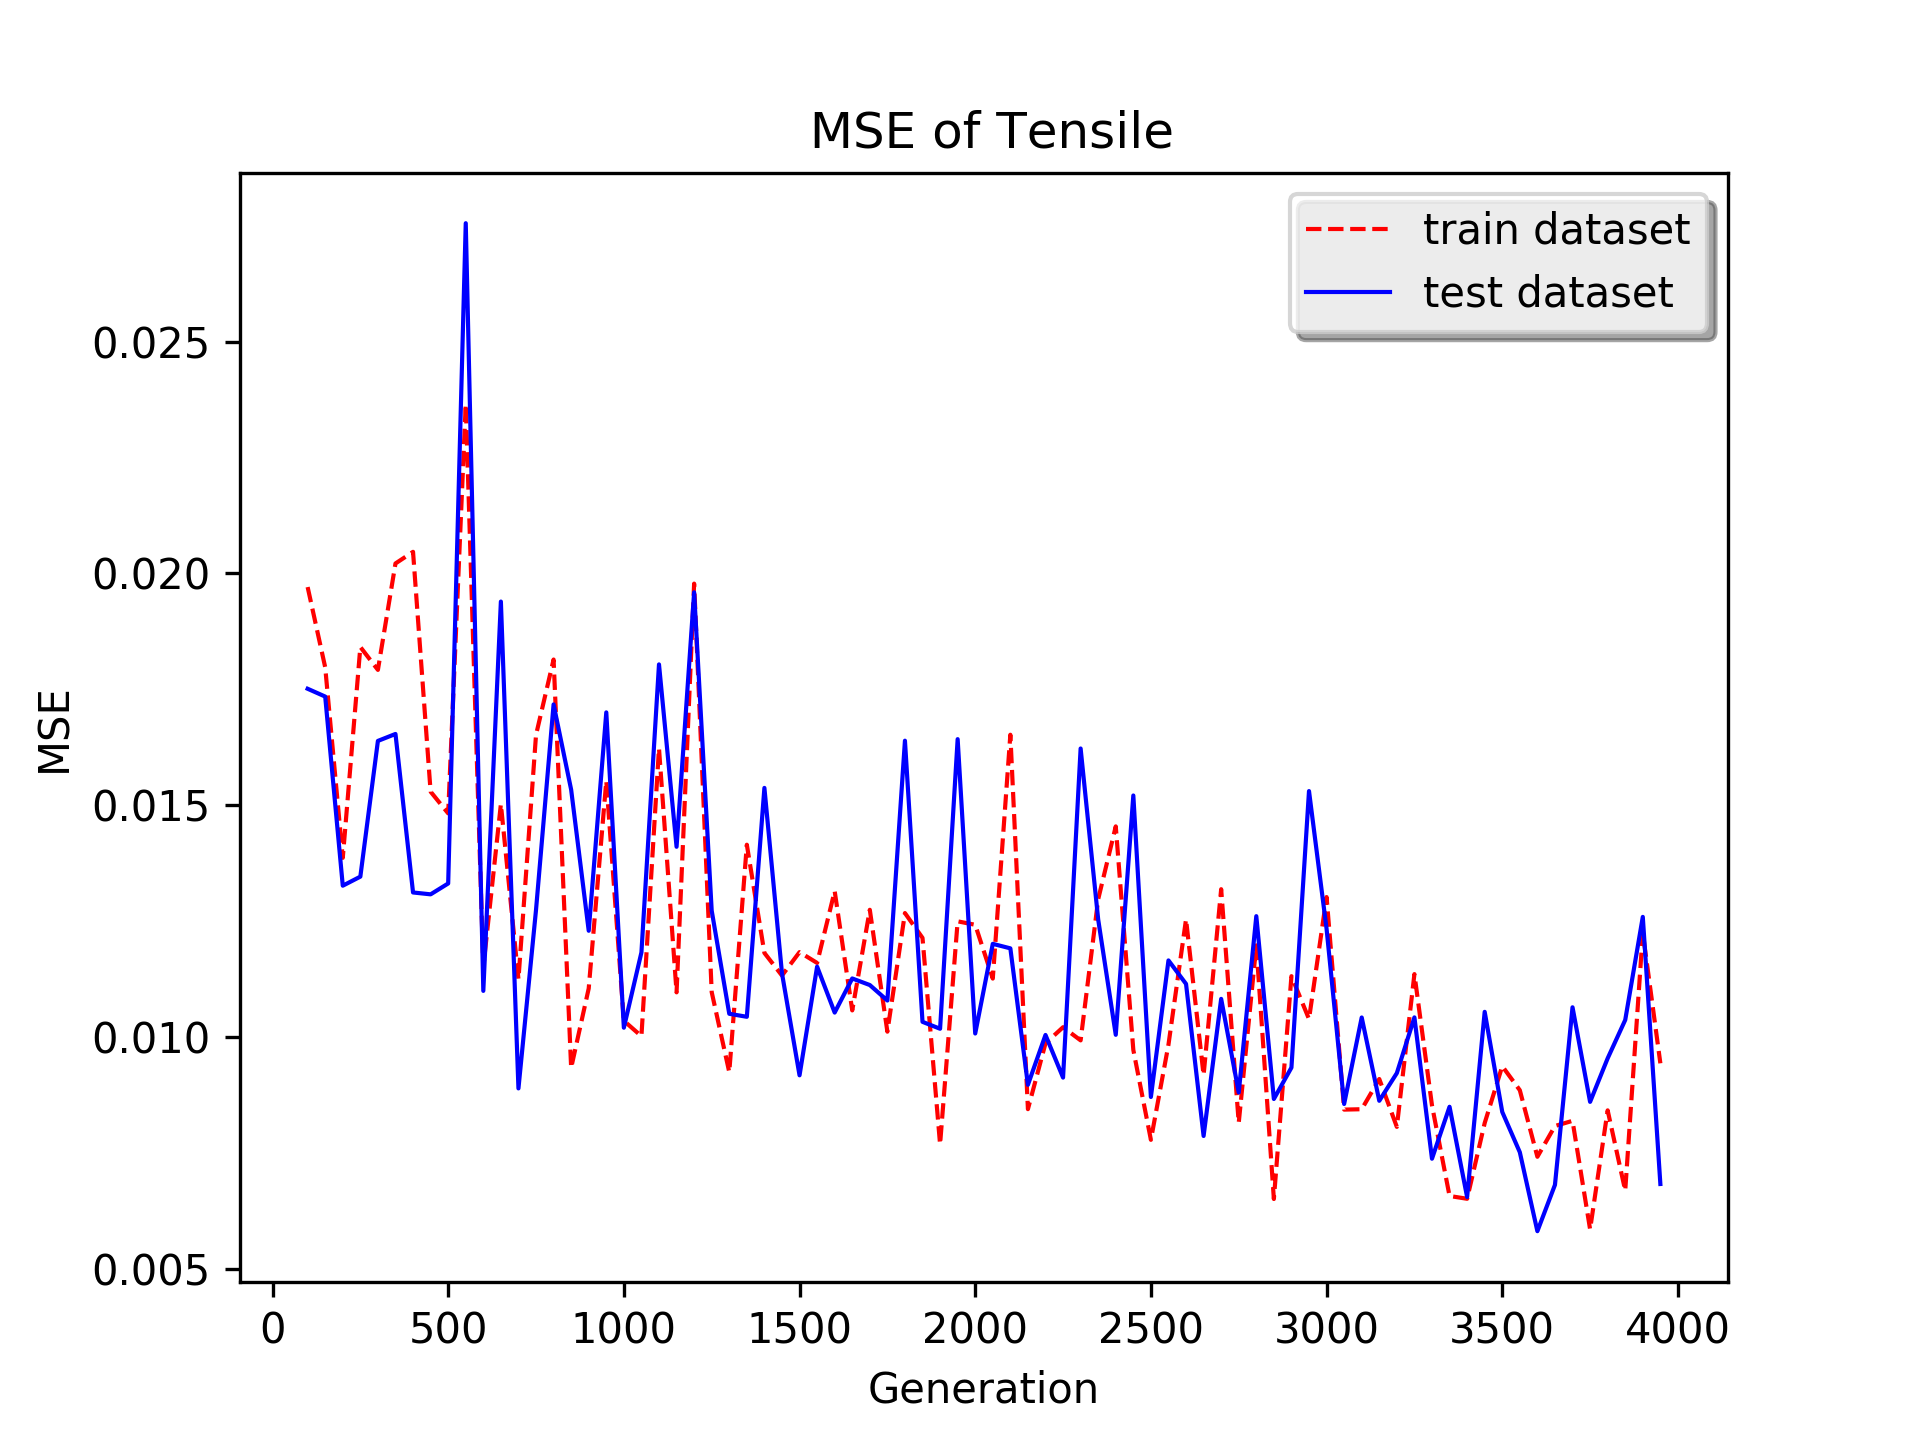 MSE of Tensile
train dataset
test dataset
MSE
0.025
0.020
0.015
0.010
0.005
0 500 1000 1500 2000 2500 3000 3500 4000
Generation